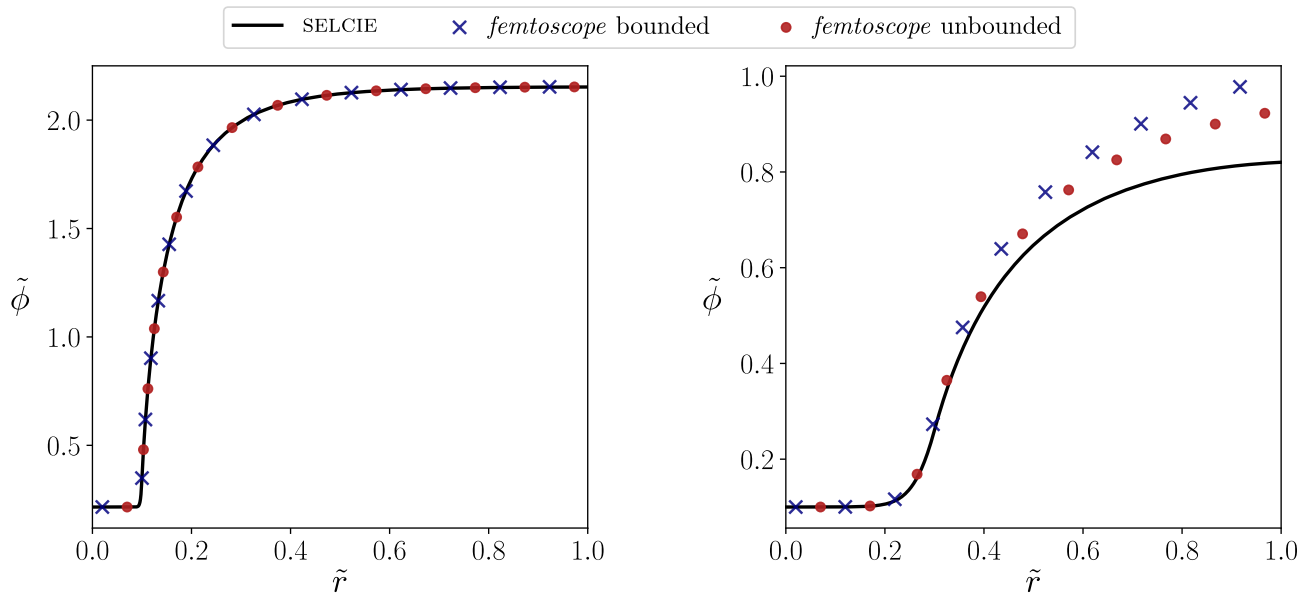 SELCIE
femtoscope bounded
femtoscope unbounded
2.0
1.5
1.0
0.5
ϕ̃
0.0 0.2 0.4 0.6 0.8 1.0
r̃
1.0
0.8
0.6
0.4
0.2
ϕ̃
0.0 0.2 0.4 0.6 0.8 1.0
r̃